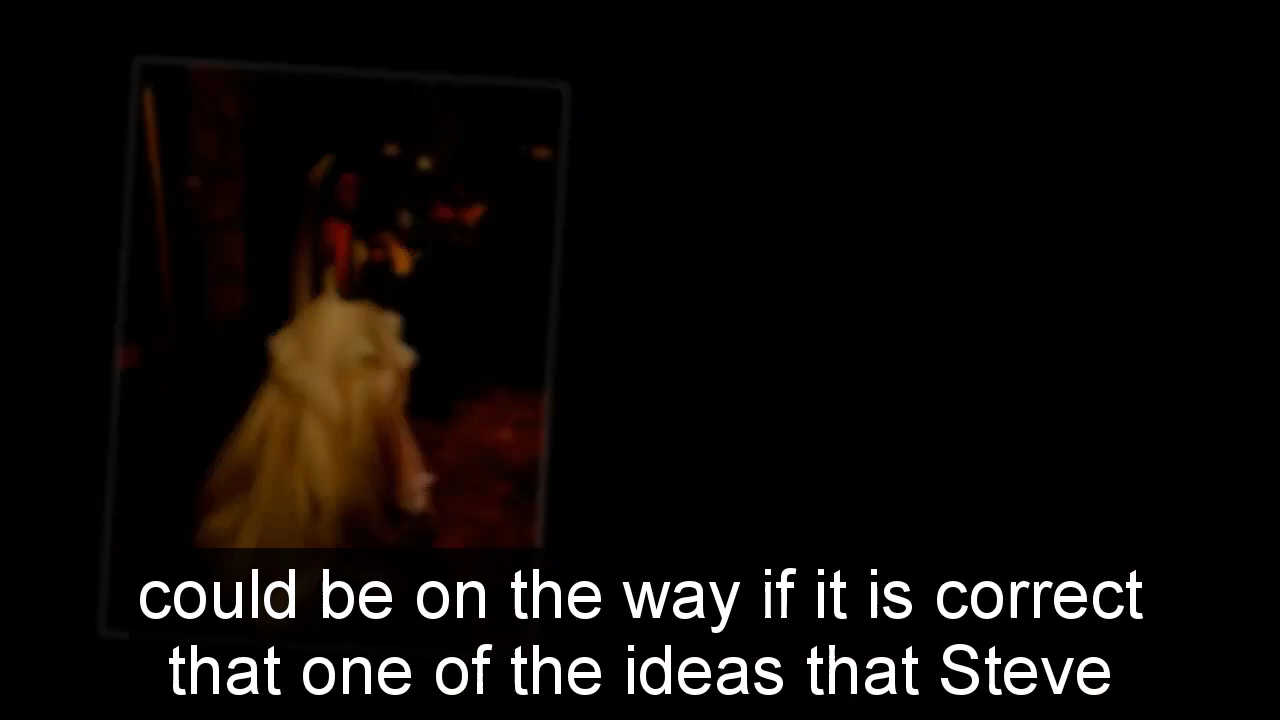 could be on the way if it is correct
that one of the ideas that Steve